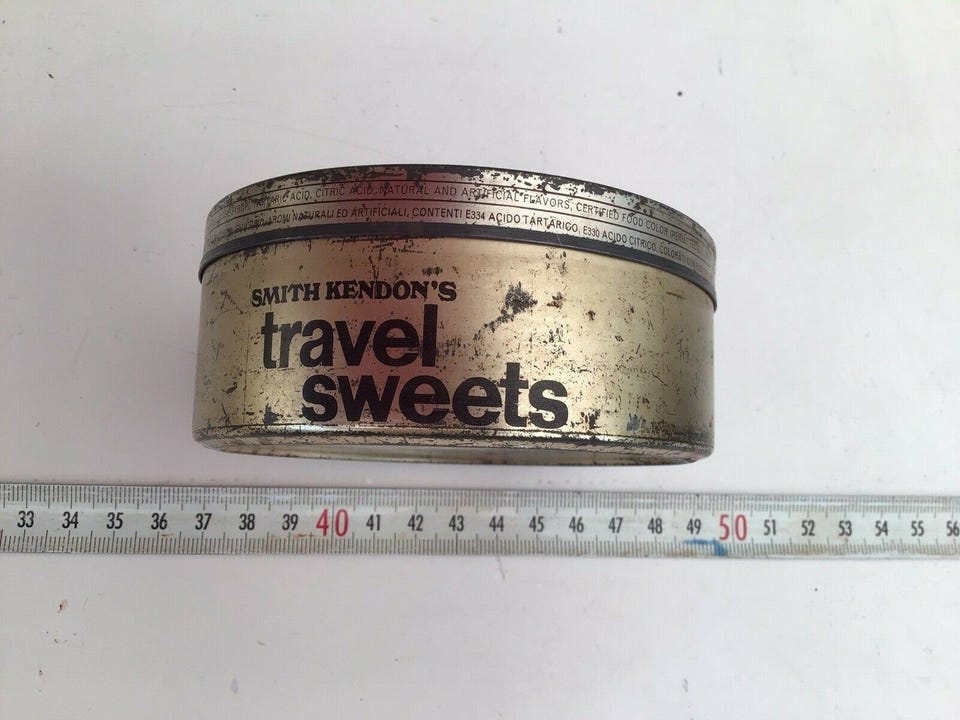 TARTARIC ACID, CITRIC ACID, NATURAL AND ARTIFICIAL FLAVORS, CERTIFIED FOOD COLOR
AROMI NATURALI ED ARTIFICIALI, CONTENTI E334 ACIDO TARTARICO, E330 ACIDO CITRICO, COLORATI
SMITH KENDON'S
travel
sweets
33 34 35 36 37 38 39 40 41 42 43 44 45 46 47 48 49 50 51 52 53 54 55 56